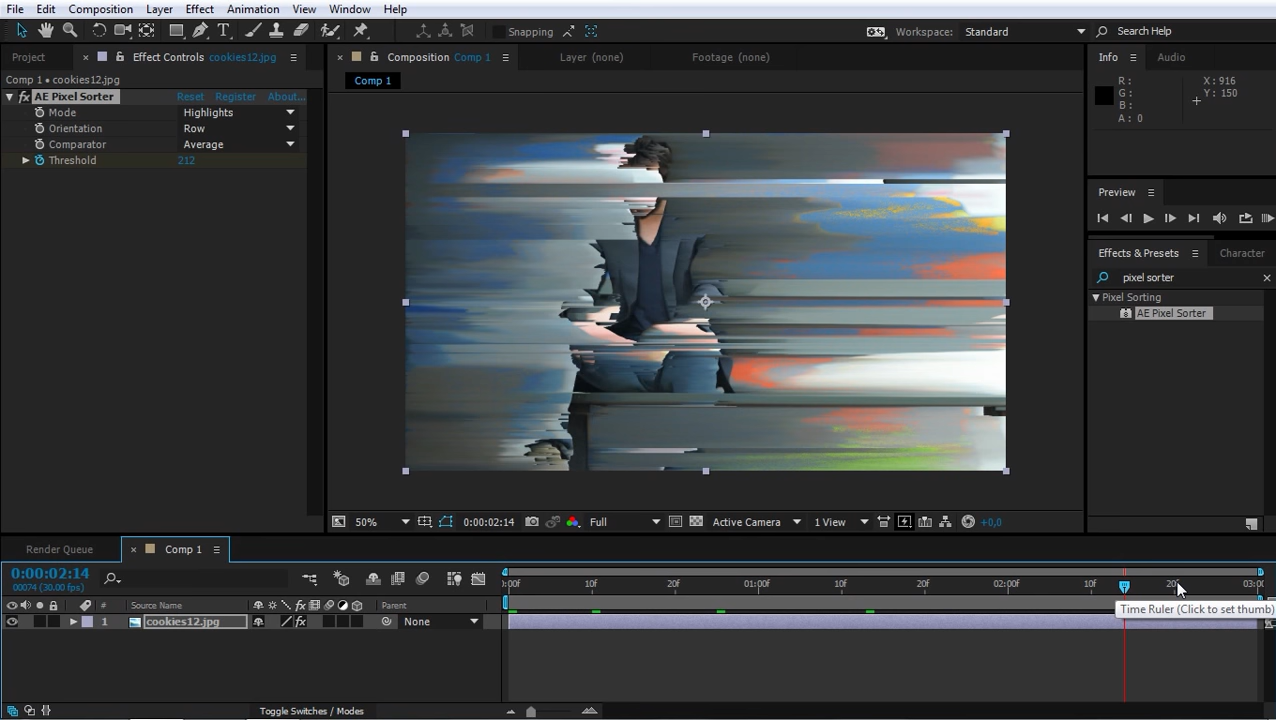 File Edit Composition Layer Effect Animation View Window Help
Snapping Workspace: Standard Search Help
Project Effect Controls cookies12.jpg Composition Comp 1 Layer (none) Footage (none) Info Audio
Comp 1 • cookies12.jpg Comp 1
fx AE Pixel Sorter Reset Register About...
Mode Highlights
Orientation Row
Comparator Average
Threshold 212
R : X : 916
G : Y : 150
B :
A : 0
Preview
Effects & Presets Character
pixel sorter
Pixel Sorting
AE Pixel Sorter
50% 0:00:02:14 Full Active Camera 1 View +0,0
Render Queue Comp 1
0:00:02:14
00074 (30.00 fps)
:00f 10f 20f 01:00f 10f 20f 02:00f 10f 20f 03:00
# Source Name Parent
1 cookies12.jpg fx None
Time Ruler (Click to set thumb)
Toggle Switches / Modes